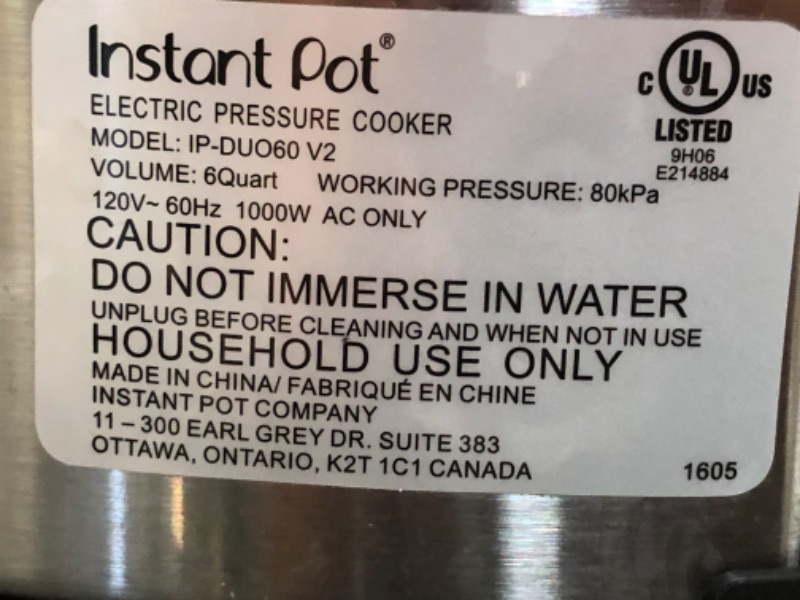 Instant Pot®
ELECTRIC PRESSURE COOKER
MODEL: IP-DUO60 V2
VOLUME: 6Quart WORKING PRESSURE: 80kPa
120V~ 60Hz 1000W AC ONLY
C UL® US
LISTED
9H06
E214884
CAUTION:
DO NOT IMMERSE IN WATER
UNPLUG BEFORE CLEANING AND WHEN NOT IN USE
HOUSEHOLD USE ONLY
MADE IN CHINA/ FABRIQUÉ EN CHINE
INSTANT POT COMPANY
11 – 300 EARL GREY DR. SUITE 383
OTTAWA, ONTARIO, K2T 1C1 CANADA
1605